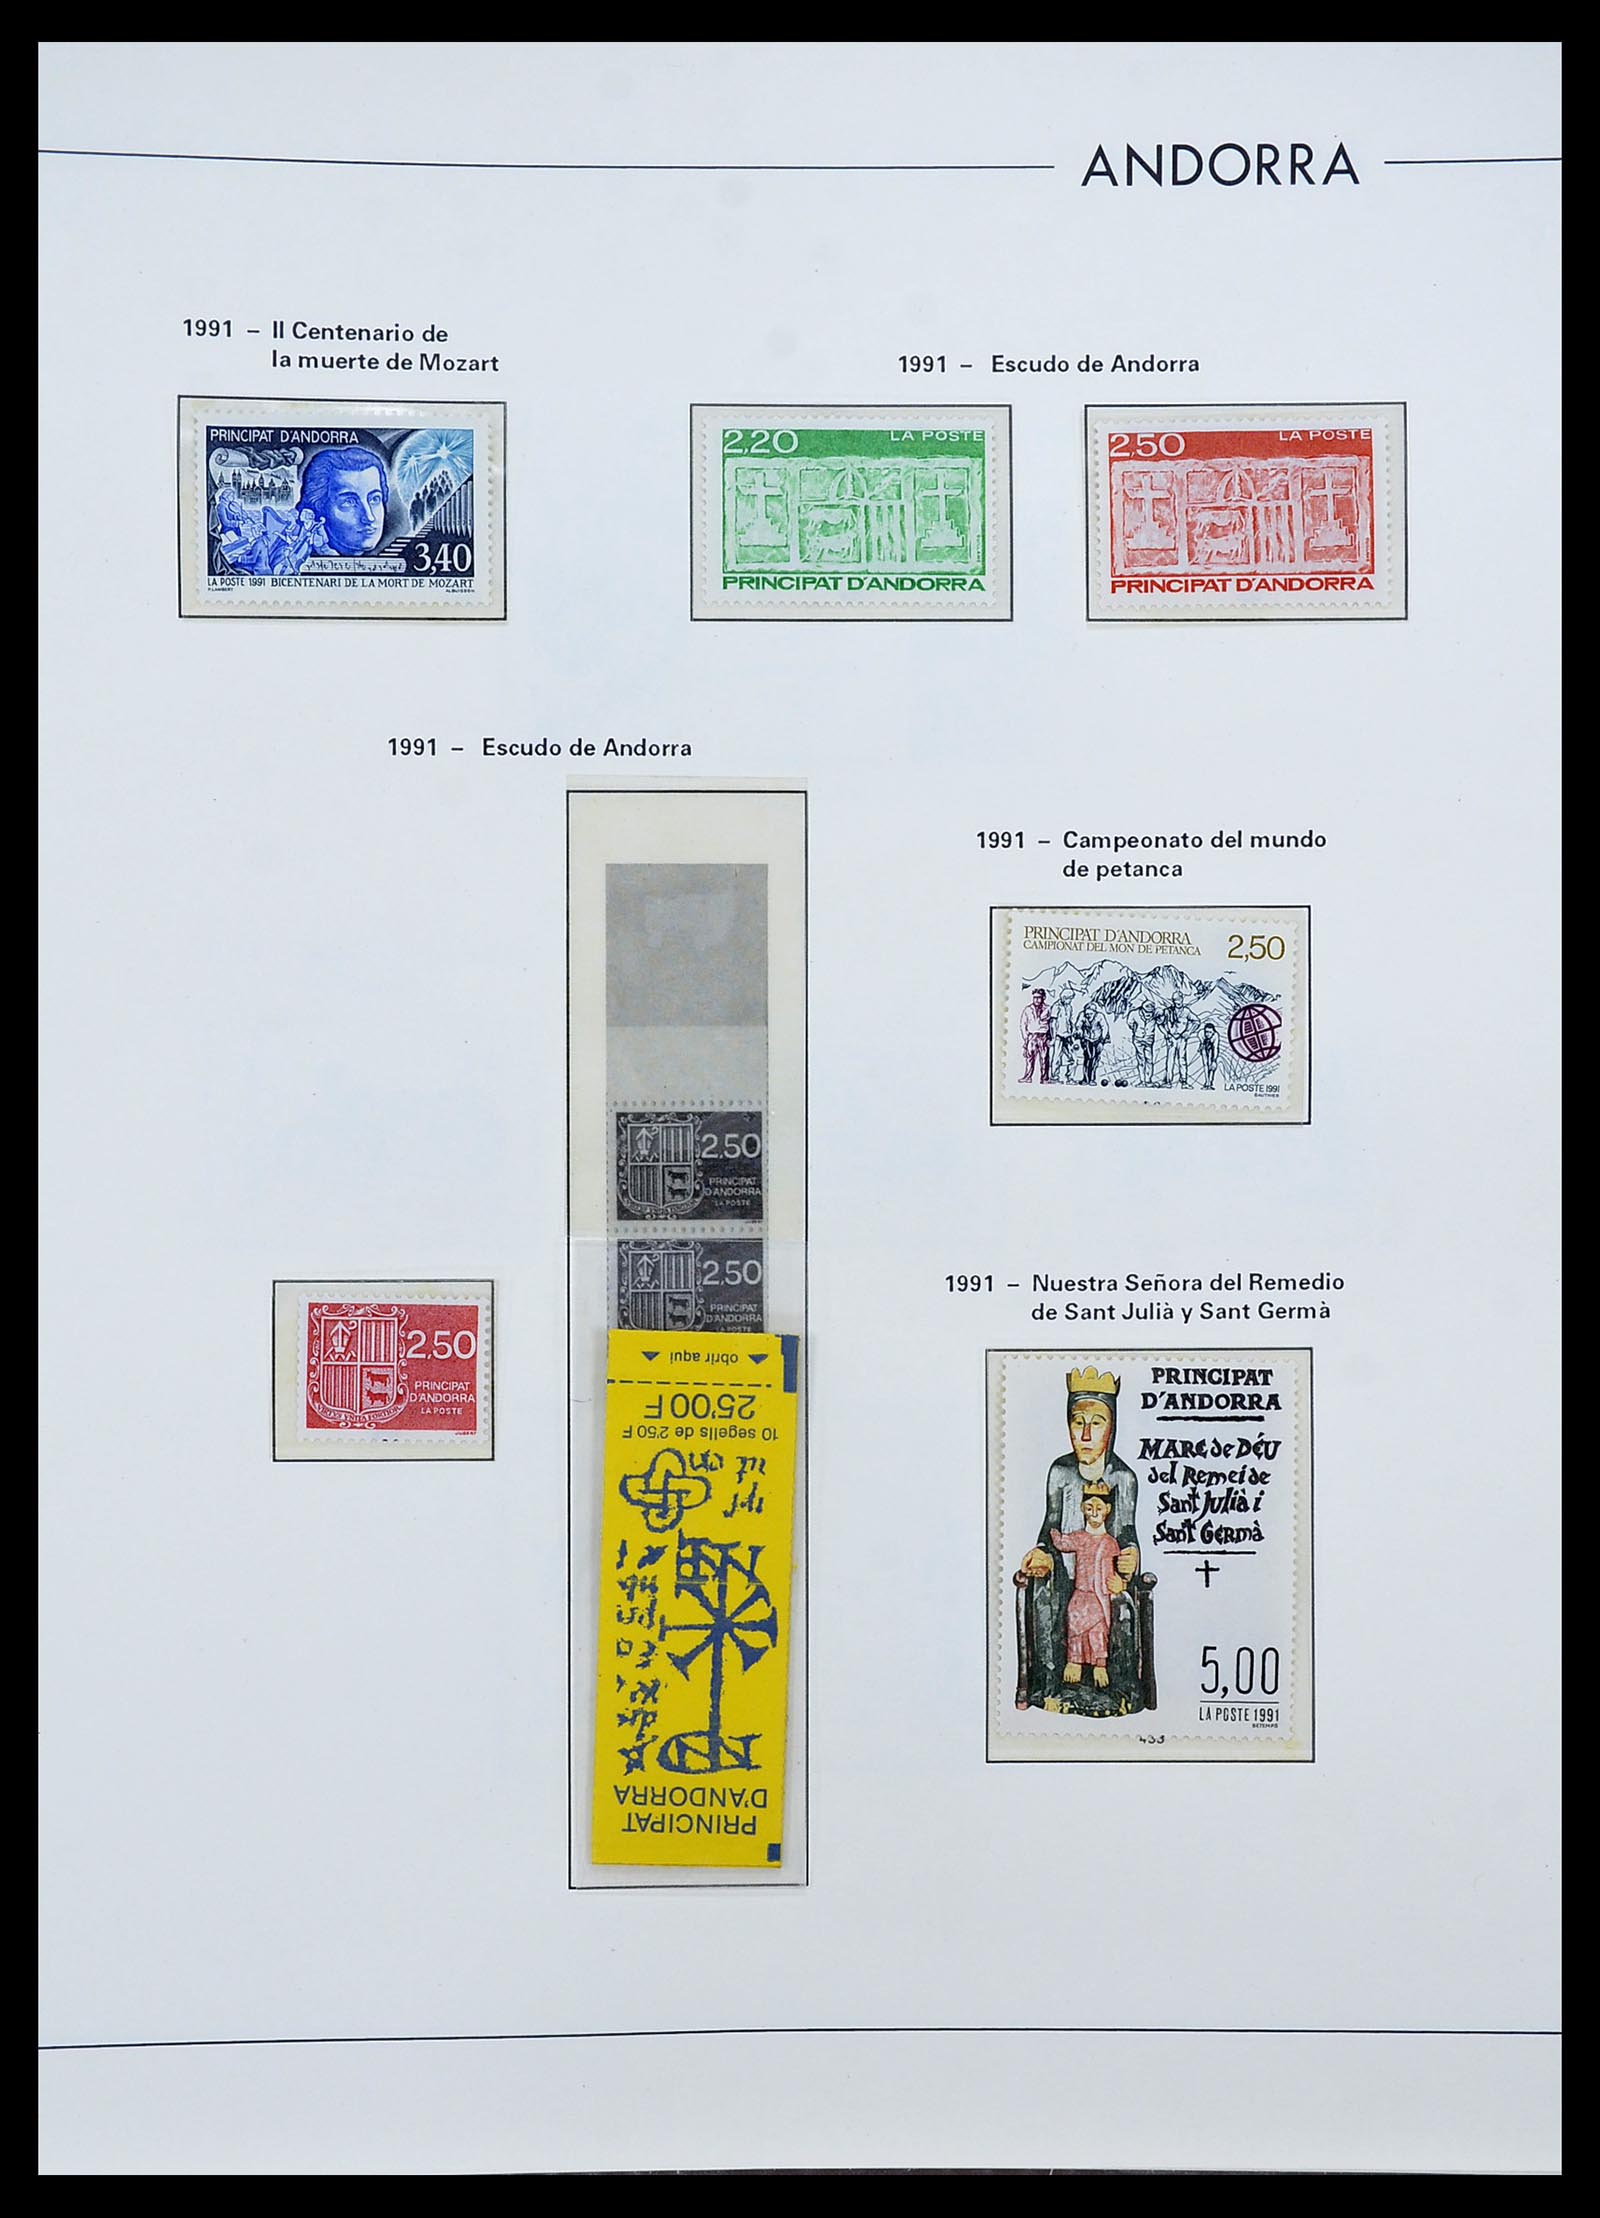 ANDORRA
1991 – II Centenario de
la muerte de Mozart
PRINCIPAT D'ANDORRA
3,40
LA POSTE 1991 BICENTENARI DE LA MORT DE MOZART
P. LAMBERT ALBUISSON
1991 – Escudo de Andorra
2,20 LA POSTE
PRINCIPAT D'ANDORRA
2,50 LA POSTE
PRINCIPAT D'ANDORRA
1991 – Escudo de Andorra
2,50
PRINCIPAT
D'ANDORRA
LA POSTE
2,50
PRINCIPAT
D'ANDORRA
LA POSTE
obrir aquí
25'00 F
10 segells de 2'50 F
PRINCIPAT
D'ANDORRA
2,50
PRINCIPAT
D'ANDORRA
LA POSTE
1991 – Campeonato del mundo
de petanca
PRINCIPAT D'ANDORRA
CAMPIONAT DEL MON DE PETANCA
2,50
LA POSTE 1991
GAUTHIER
1991 – Nuestra Señora del Remedio
de Sant Julià y Sant Germà
PRINCIPAT
D'ANDORRA
MARE de DÉU
del Remei de
Sant Julià i
Sant Germà
5,00
LA POSTE 1991